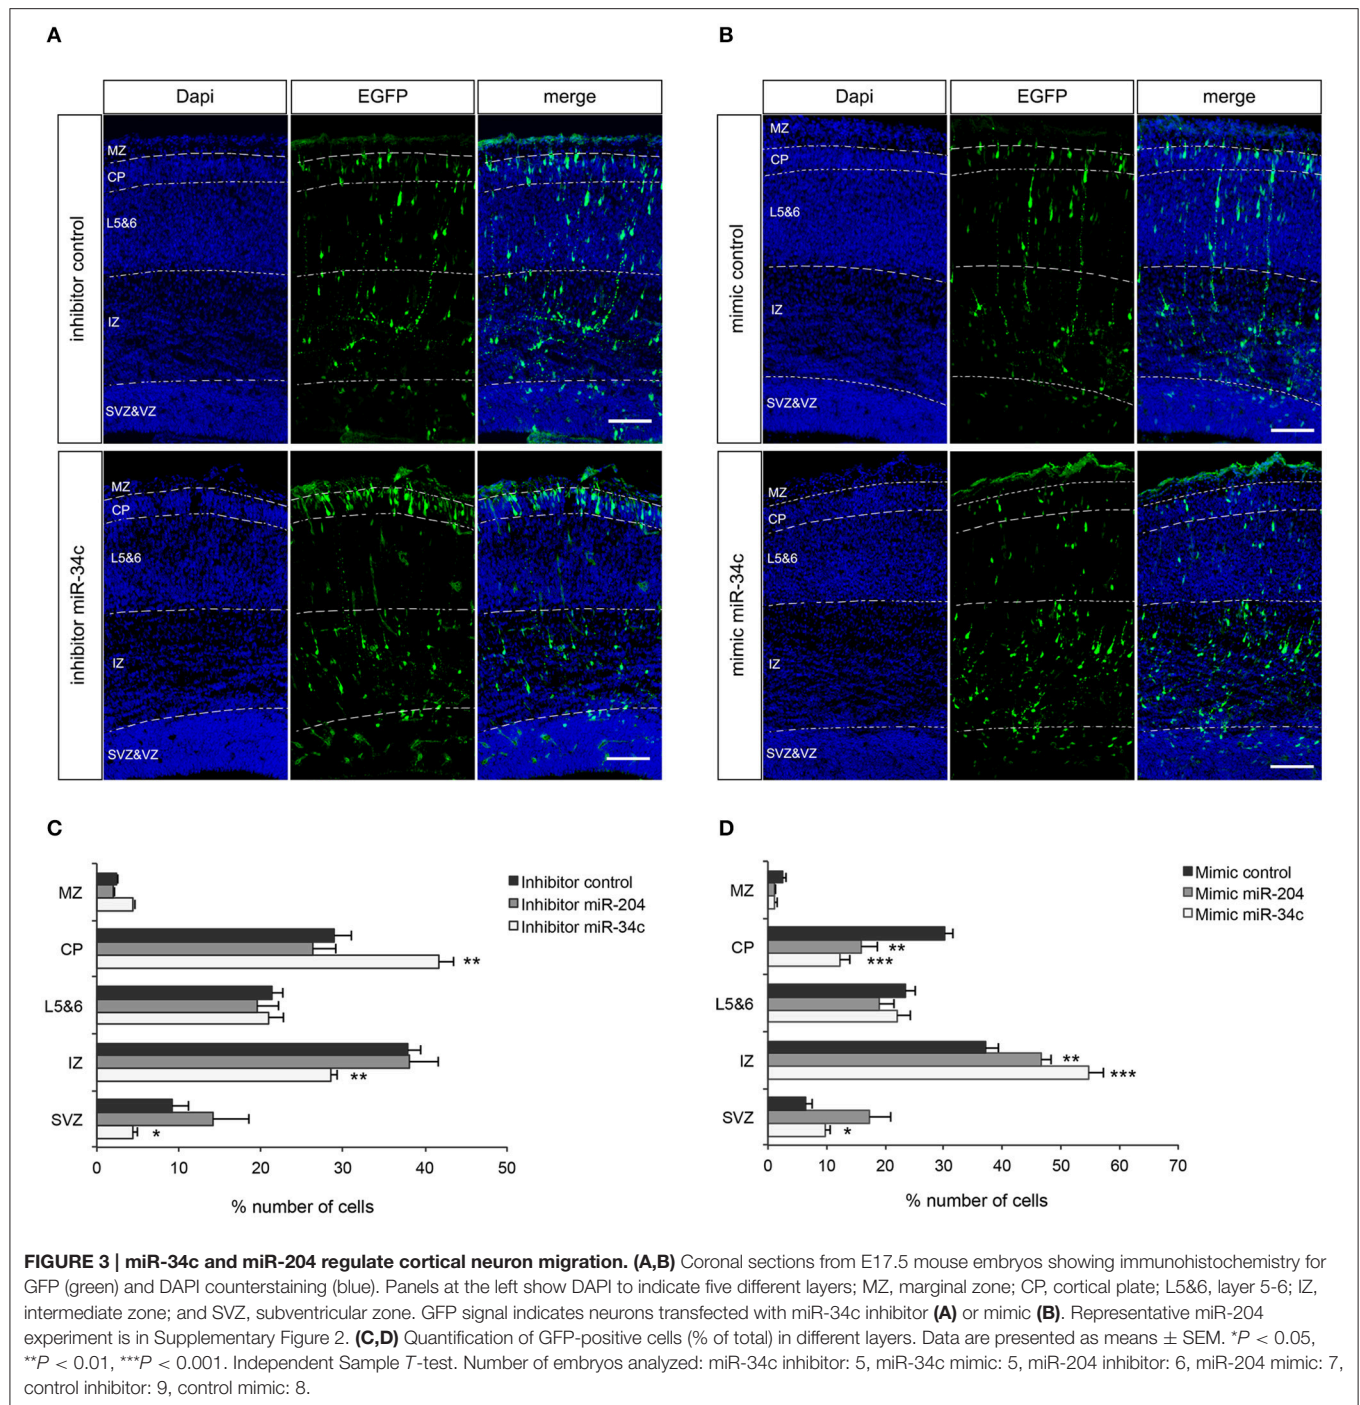 A
B
Dapi EGFP merge
Dapi EGFP merge
inhibitor control
MZ
CP
L5&6
IZ
SVZ&VZ
mimic control
MZ
CP
L5&6
IZ
SVZ&VZ
inhibitor miR-34c
MZ
CP
L5&6
IZ
SVZ&VZ
mimic miR-34c
MZ
CP
L5&6
IZ
SVZ&VZ
C
Inhibitor control
Inhibitor miR-204
Inhibitor miR-34c
MZ
CP
**
L5&6
IZ
**
SVZ
*
0 10 20 30 40 50
% number of cells
D
Mimic control
Mimic miR-204
Mimic miR-34c
MZ
CP
**
***
L5&6
IZ
**
***
SVZ
*
0 10 20 30 40 50 60 70
% number of cells
FIGURE 3 | miR-34c and miR-204 regulate cortical neuron migration. (A,B) Coronal sections from E17.5 mouse embryos showing immunohistochemistry for
GFP (green) and DAPI counterstaining (blue). Panels at the left show DAPI to indicate five different layers; MZ, marginal zone; CP, cortical plate; L5&6, layer 5-6; IZ,
intermediate zone; and SVZ, subventricular zone. GFP signal indicates neurons transfected with miR-34c inhibitor (A) or mimic (B). Representative miR-204
experiment is in Supplementary Figure 2. (C,D) Quantification of GFP-positive cells (% of total) in different layers. Data are presented as means ± SEM. *P < 0.05,
**P < 0.01, ***P < 0.001. Independent Sample T-test. Number of embryos analyzed: miR-34c inhibitor: 5, miR-34c mimic: 5, miR-204 inhibitor: 6, miR-204 mimic: 7,
control inhibitor: 9, control mimic: 8.